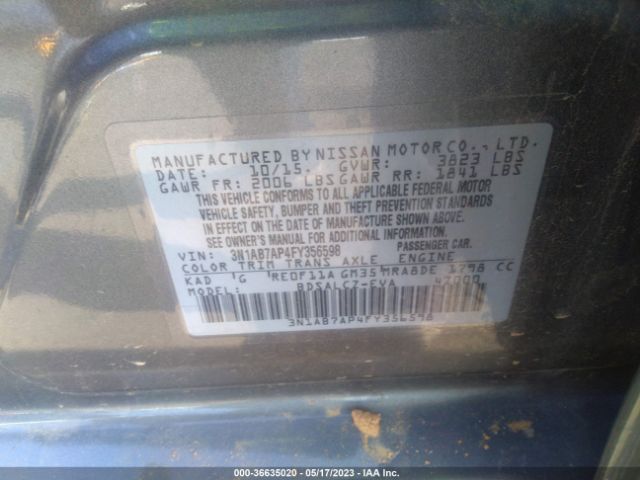 MANUFACTURED BY NISSAN MOTOR CO., LTD.
DATE: 10/15 GVWR: 3823 LBS
GAWR FR: 2006 LBS GAWR RR: 1841 LBS
THIS VEHICLE CONFORMS TO ALL APPLICABLE FEDERAL MOTOR
VEHICLE SAFETY, BUMPER AND THEFT PREVENTION STANDARDS
IN EFFECT ON THE DATE OF MANUFACTURE SHOWN ABOVE.
SEE OWNER'S MANUAL FOR ADDITIONAL INFORMATION.
VIN: 3N1AB7AP4FY356598 PASSENGER CAR.
COLOR TRIM TRANS AXLE ENGINE
KAD G RE0F11A GM35 MRA8DE 1798 CC
MODEL: BDSALCZ-EVA
3N1AB7AP4FY356598
000-36635020 - 05/17/2023 - IAA Inc.